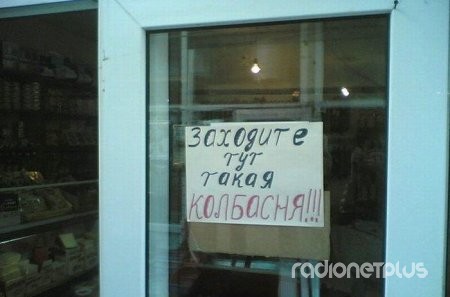 Заходите
тут
такая
КОЛБАСНЯ!!!
radionetplus